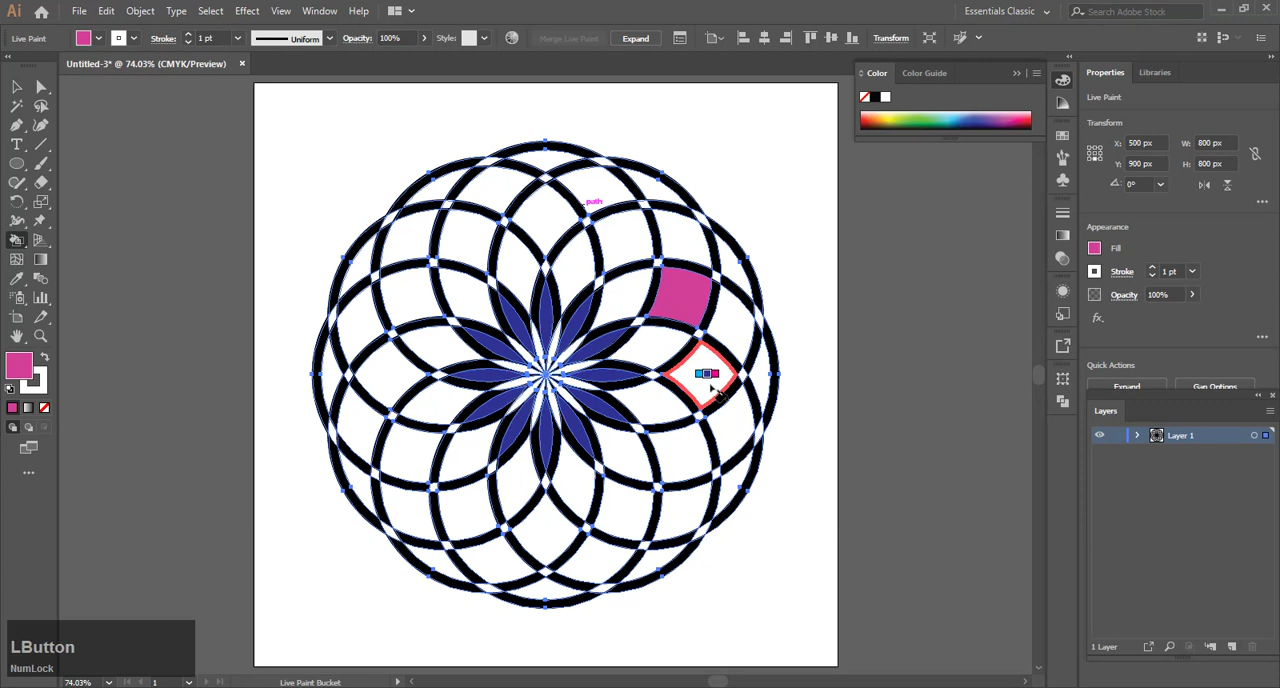 Ai File Edit Object Type Select Effect View Window Help Essentials Classic Search Adobe Stock
Live Paint Stroke: 1 pt Uniform Opacity: 100% Style: Merge Live Paint Expand Transform
Untitled-3* @ 74.03% (CMYK/Preview)
Color Color Guide
Properties Libraries
Live Paint
Transform
X: 500 px W: 800 px
Y: 900 px H: 800 px
0°
Appearance
Fill
Stroke 1 pt
Opacity 100%
fx.
Quick Actions
Expand Gap Options
Layers
Layer 1
1 Layer
path
LButton
NumLock
74.03% 1 Live Paint Bucket